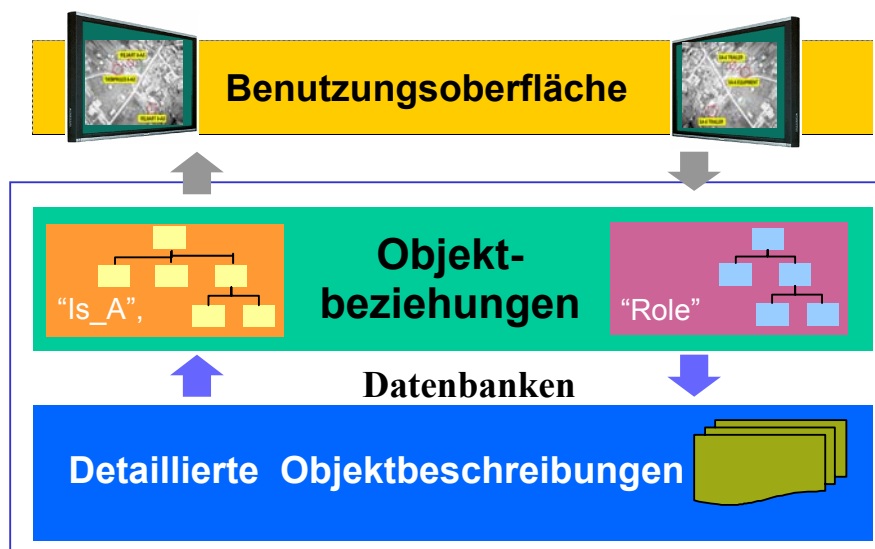 Benutzungsoberfläche
Objekt-
beziehungen
“Is_A”,
“Role”
Datenbanken
Detaillierte Objektbeschreibungen